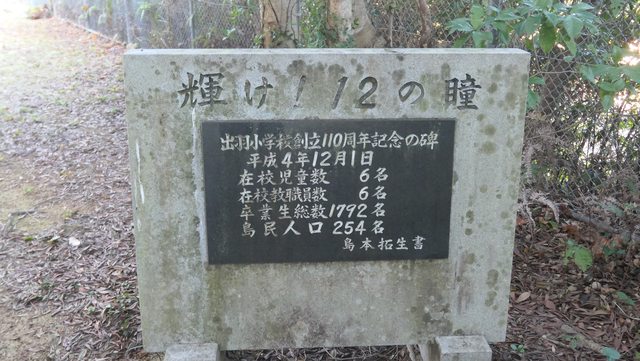 輝け！12の瞳
出羽小学校創立110周年記念の碑
平成4年12月1日
在校児童数 6名
在校教職員数 6名
卒業生総数1792名
島民人口 254名
島本拓生書